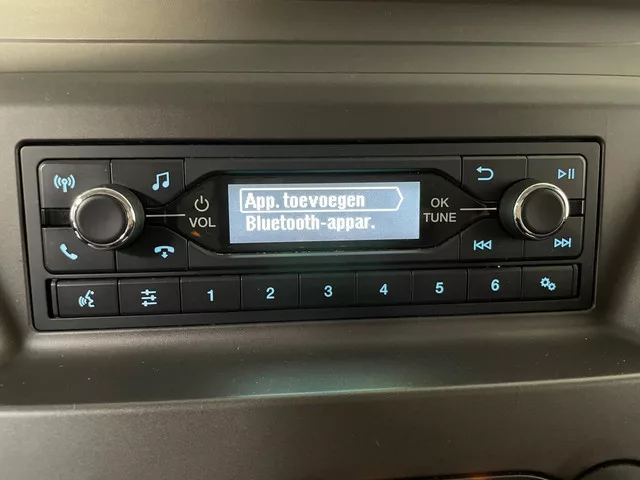 App. toevoegen
Bluetooth-appar.
VOL
OK
TUNE
1 2 3 4 5 6